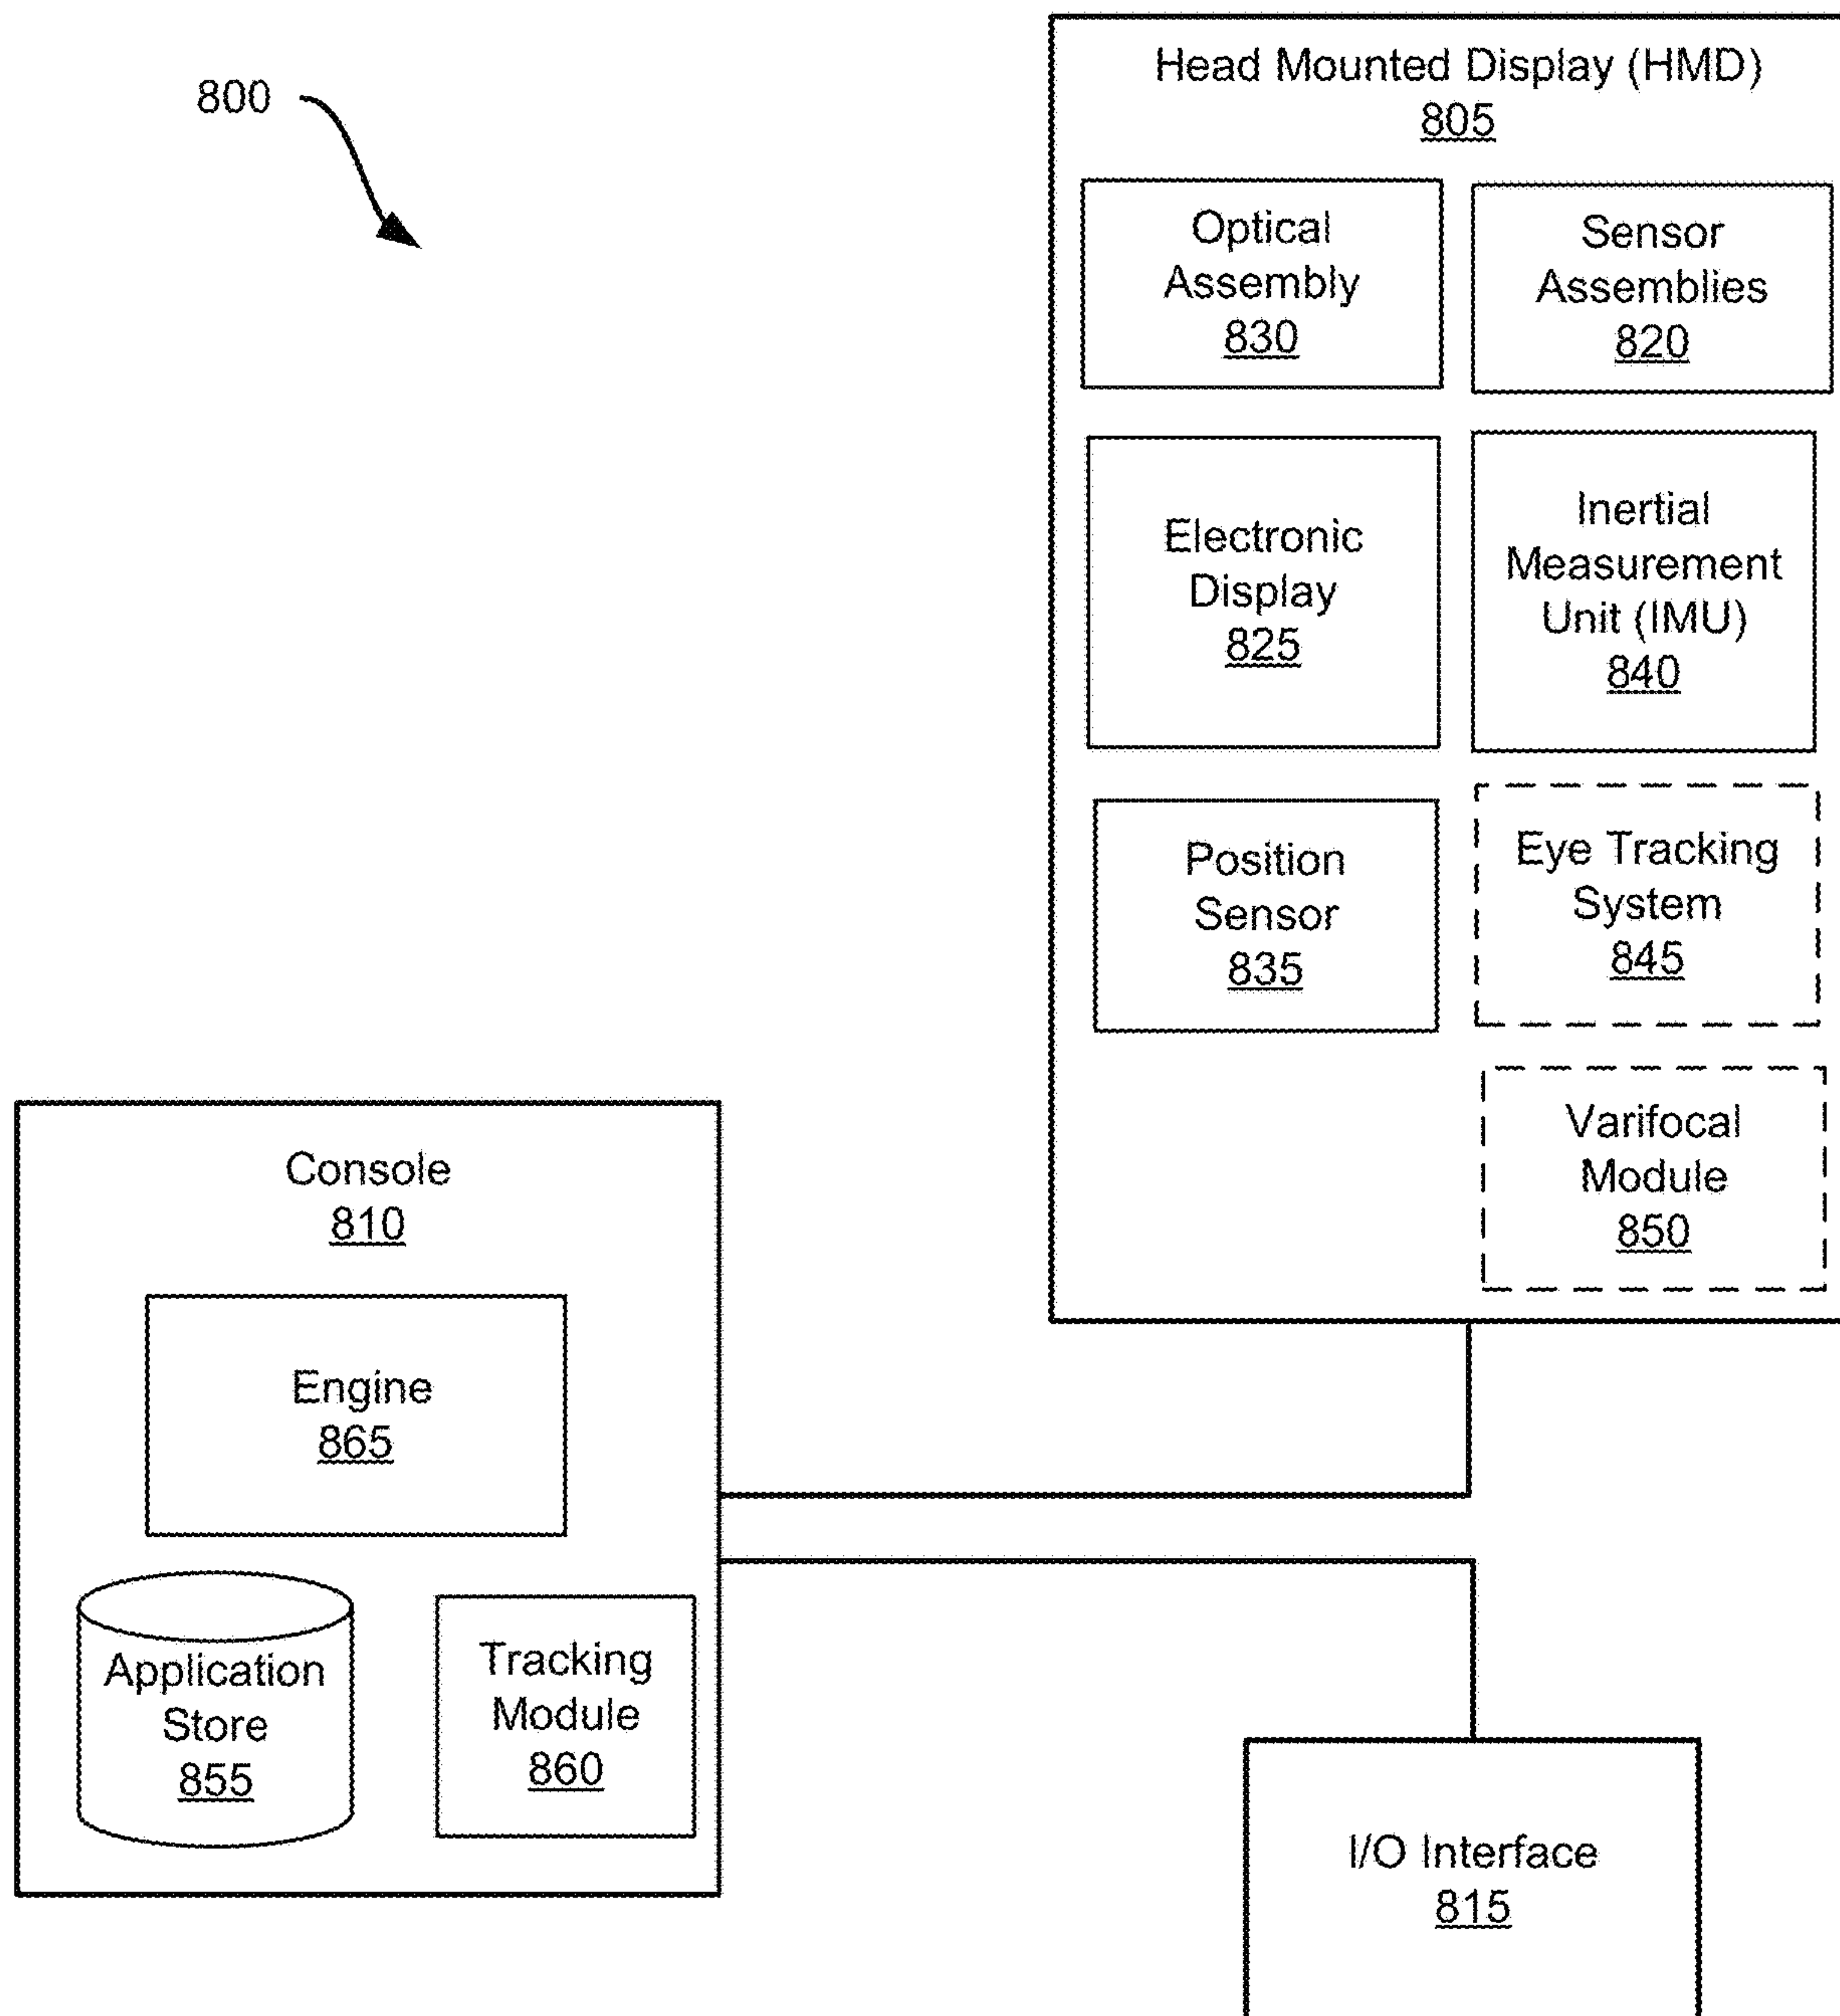 800
Head Mounted Display (HMD)
805
Optical
Assembly
830
Sensor
Assemblies
820
Electronic
Display
825
Inertial
Measurement
Unit (IMU)
840
Position
Sensor
835
Eye Tracking
System
845
Varifocal
Module
850
Console
810
Engine
865
Application
Store
855
Tracking
Module
860
I/O Interface
815